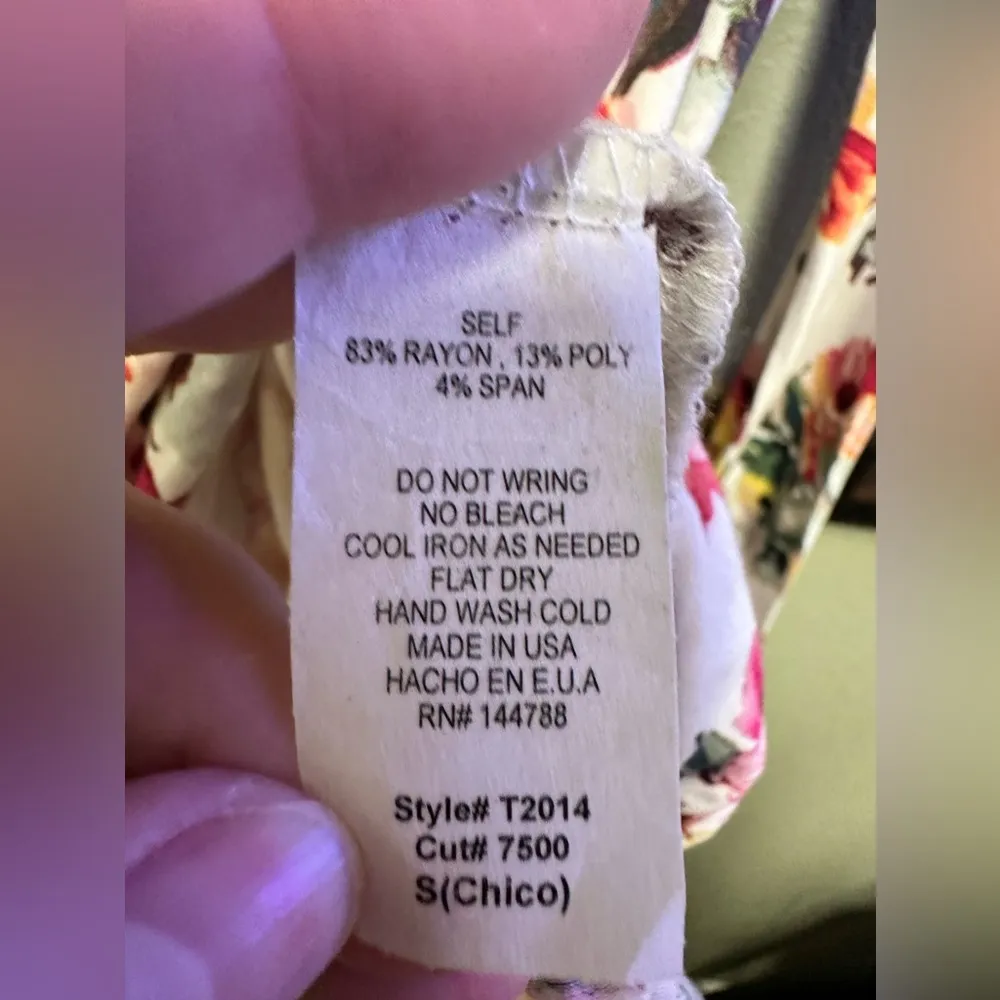 SELF
83% RAYON , 13% POLY
4% SPAN
DO NOT WRING
NO BLEACH
COOL IRON AS NEEDED
FLAT DRY
HAND WASH COLD
MADE IN USA
HACHO EN E.U.A
RN# 144788
Style# T2014
Cut# 7500
S(Chico)